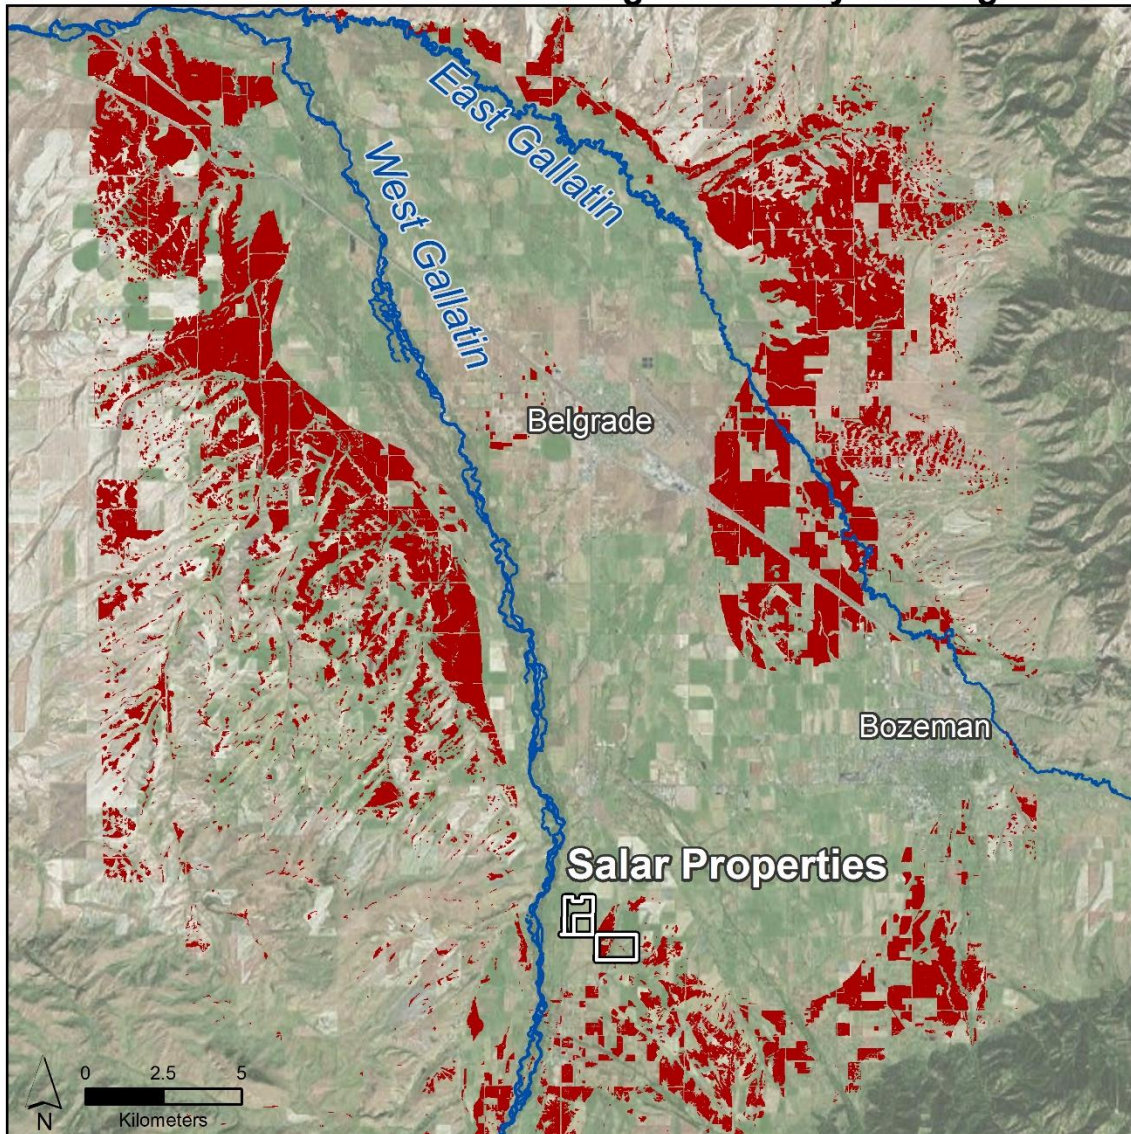 East Gallatin
West Gallatin
Belgrade
Bozeman
Salar Properties
0 2.5 5
Kilometers
N